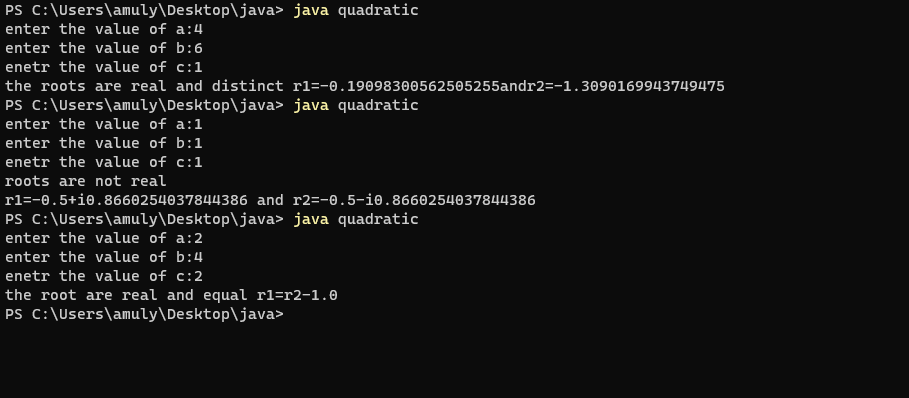 PS C:\Users\amuly\Desktop\java> java quadratic
enter the value of a:4
enter the value of b:6
enetr the value of c:1
the roots are real and distinct r1=-0.19098300562505255andr2=-1.3090169943749475
PS C:\Users\amuly\Desktop\java> java quadratic
enter the value of a:1
enter the value of b:1
enetr the value of c:1
roots are not real
r1=-0.5+i0.8660254037844386 and r2=-0.5-i0.8660254037844386
PS C:\Users\amuly\Desktop\java> java quadratic
enter the value of a:2
enter the value of b:4
enetr the value of c:2
the root are real and equal r1=r2-1.0
PS C:\Users\amuly\Desktop\java>